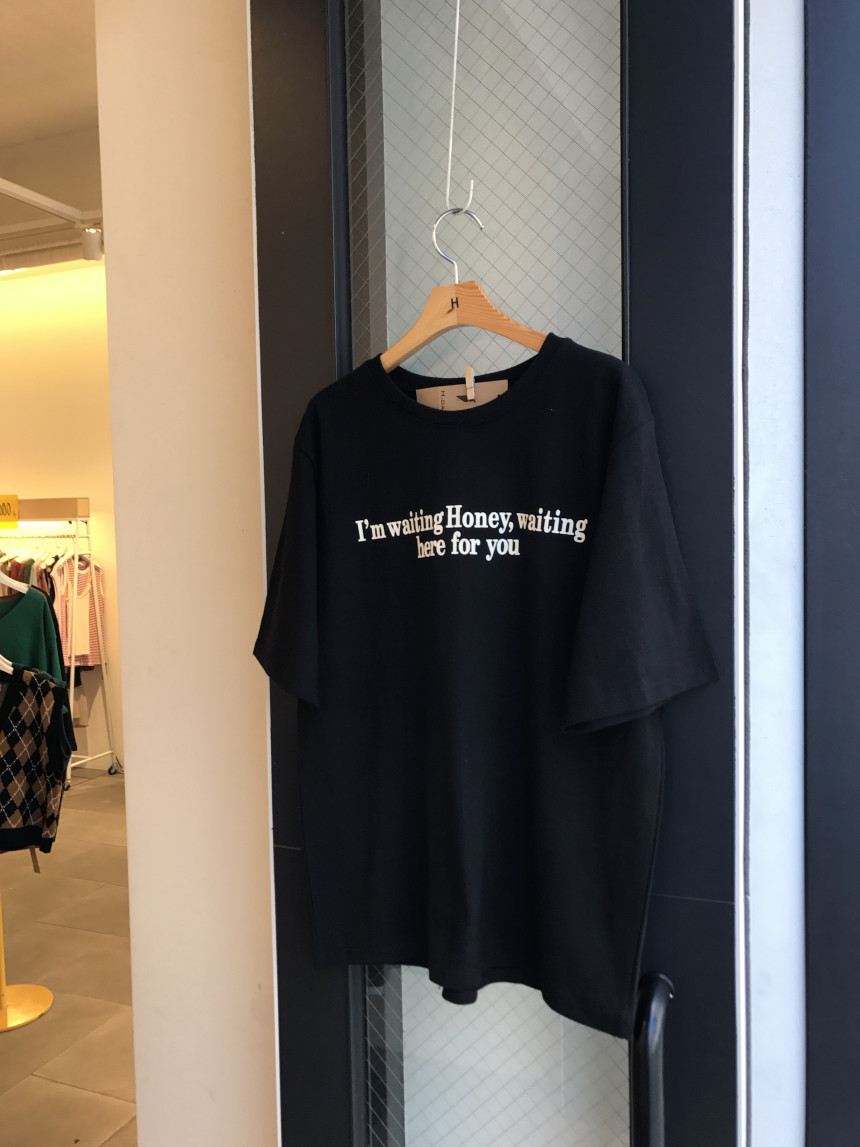 H
I'm waiting Honey, waiting
here for you